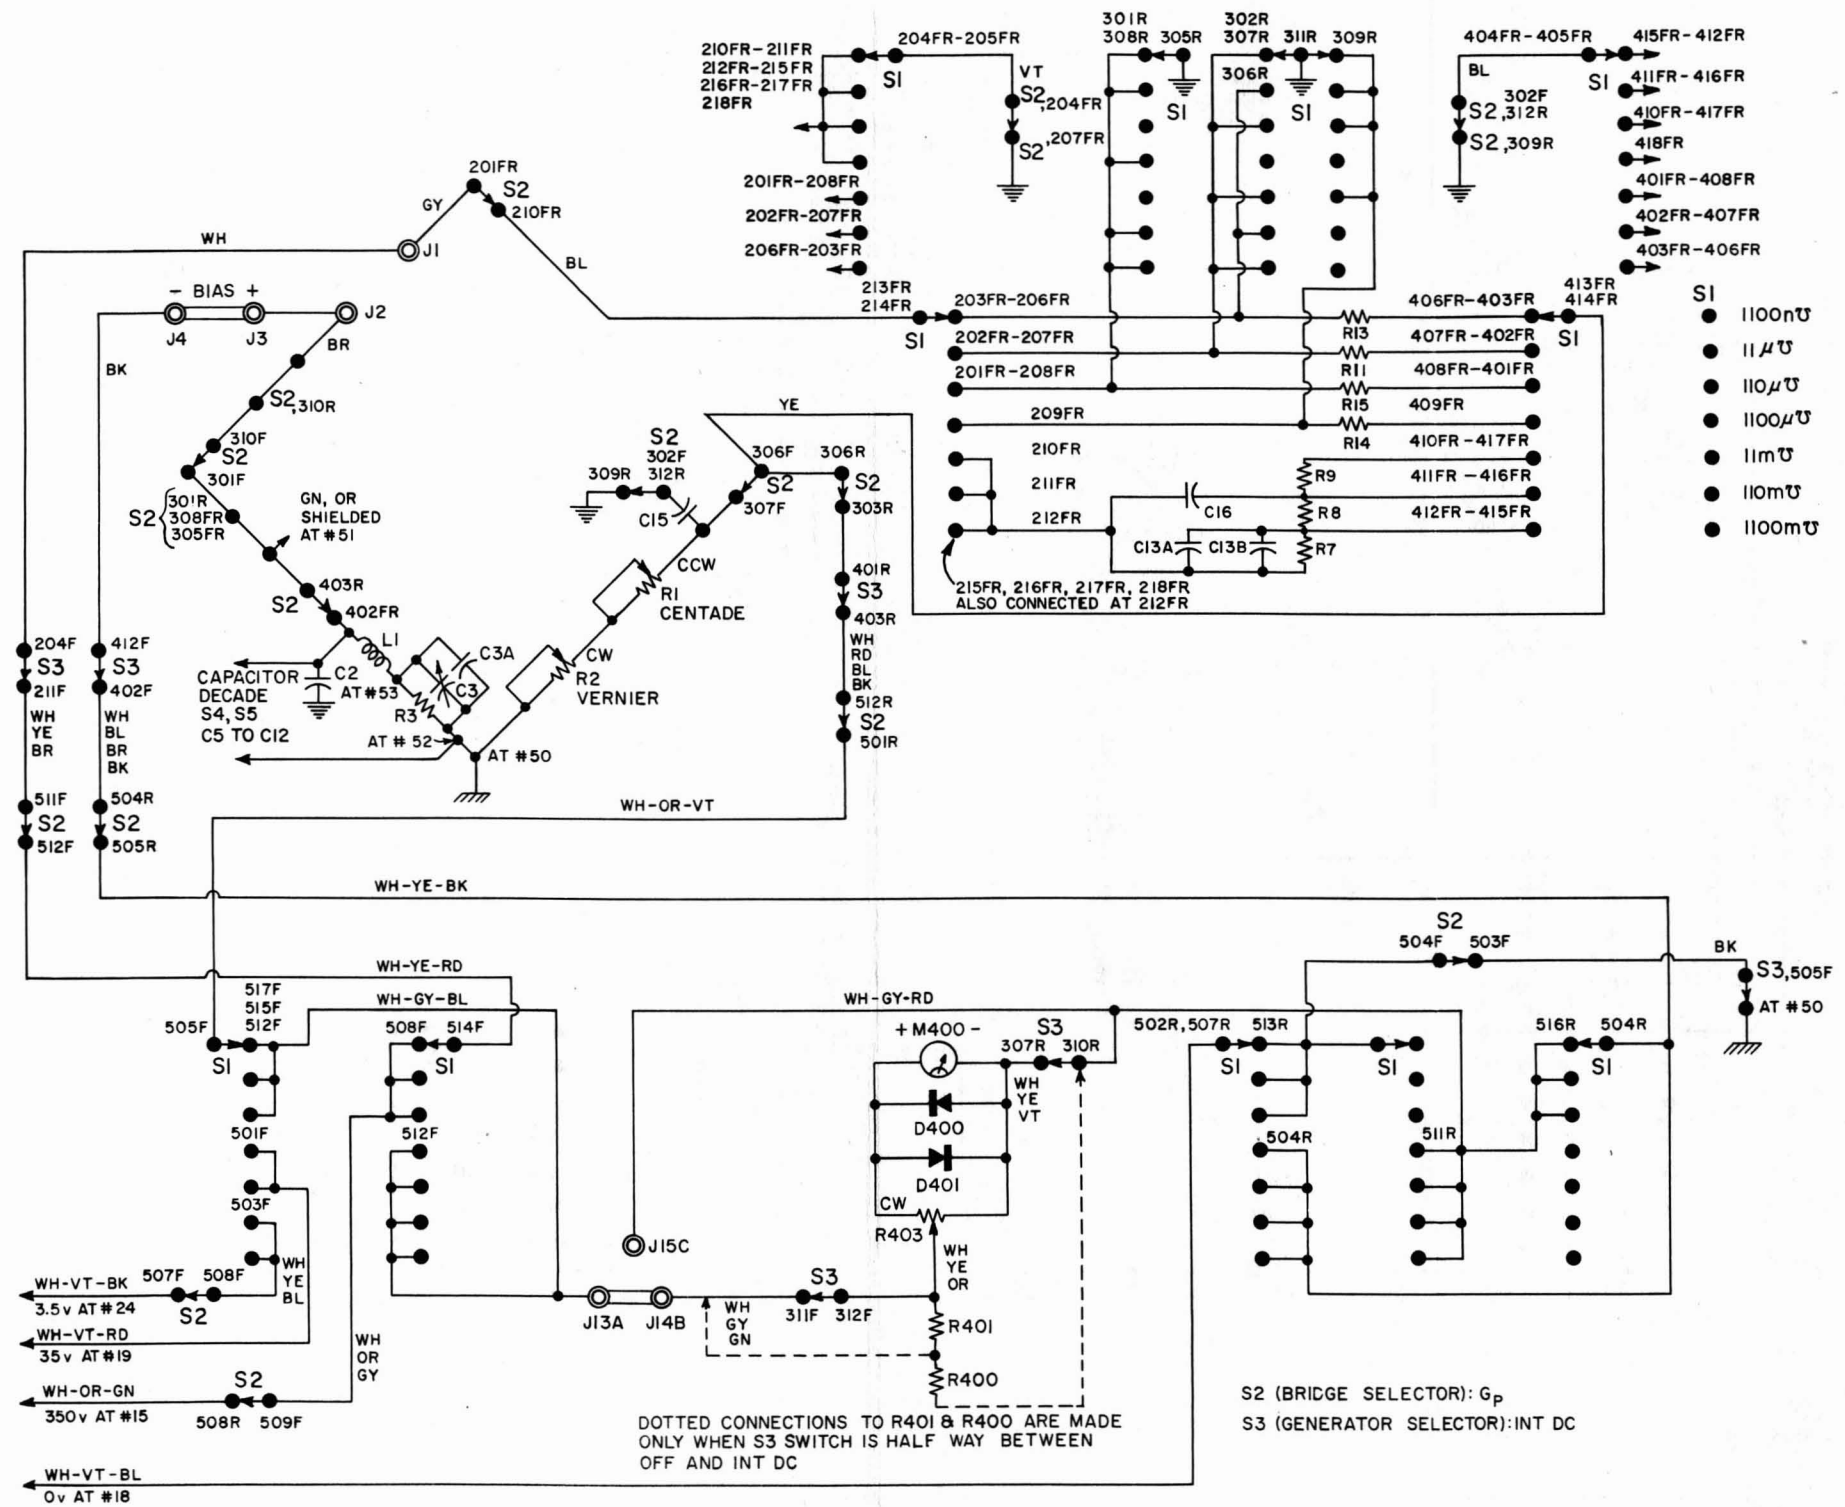 210FR-211FR
212FR-215FR
216FR-217FR
218FR
204FR-205FR
S1
VT
S2
,204FR
S2
,207FR
301R
308R
305R
S1
302R
307R
311R
309R
306R
S1
404FR-405FR
BL
S1
415FR-412FR
411FR-416FR
S2
302F
,312R
S2,309R
410FR-417FR
418FR
401FR-408FR
402FR-407FR
403FR-406FR
201FR-208FR
202FR-207FR
206FR-203FR
201FR
S2
GY
210FR
WH
J1
BL
213FR
214FR
S1
203FR-206FR
202FR-207FR
201FR-208FR
209FR
210FR
211FR
212FR
R13
R11
R15
R14
406FR-403FR
407FR-402FR
408FR-401FR
409FR
410FR-417FR
411FR-416FR
412FR-415FR
413FR
414FR
S1
R9
R8
R7
C16
C13A
C13B
215FR, 216FR, 217FR, 218FR
ALSO CONNECTED AT 212FR
S1
1100n℧
11µ℧
110µ℧
1100µ℧
11m℧
110m℧
1100m℧
- BIAS +
J4
J3
J2
BK
BR
S2,310R
310F
S2
301F
S2
301R
308FR
305FR
GN, OR
SHIELDED
AT #51
403R
S2
402FR
L1
C2
AT #53
CAPACITOR
DECADE
S4, S5
C5 TO C12
C3A
C3
R3
AT # 52
AT #50
YE
S2
302F
312R
309R
C15
306F
S2
307F
306R
S2
303R
CCW
R1
CENTADE
CW
R2
VERNIER
401R
S3
403R
WH
RD
BL
BK
512R
S2
501R
204F
S3
211F
WH
YE
BR
511F
S2
512F
412F
S3
402F
WH
BL
BR
BK
504R
S2
505R
WH-OR-VT
WH-YE-BK
WH-YE-RD
WH-GY-BL
WH-GY-RD
517F
515F
512F
505F
S1
501F
503F
508F
514F
S1
512F
+M400-
S3
307R
310R
WH
YE
VT
D400
D401
CW
R403
WH
YE
OR
J15C
502R,507R
513R
S1
504R
S1
511R
516R
504R
S1
S2
504F
503F
BK
S3,505F
AT #50
WH
YE
BL
507F
508F
S2
WH-VT-BK
3.5v AT #24
WH-VT-RD
35v AT #19
WH
OR
GY
S2
508R
509F
WH-OR-GN
350v AT #15
WH-VT-BL
0v AT #18
J13A
J14B
WH
GY
GN
S3
311F
312F
R401
R400
DOTTED CONNECTIONS TO R401 & R400 ARE MADE
ONLY WHEN S3 SWITCH IS HALF WAY BETWEEN
OFF AND INT DC
S2 (BRIDGE SELECTOR): Gp
S3 (GENERATOR SELECTOR): INT DC